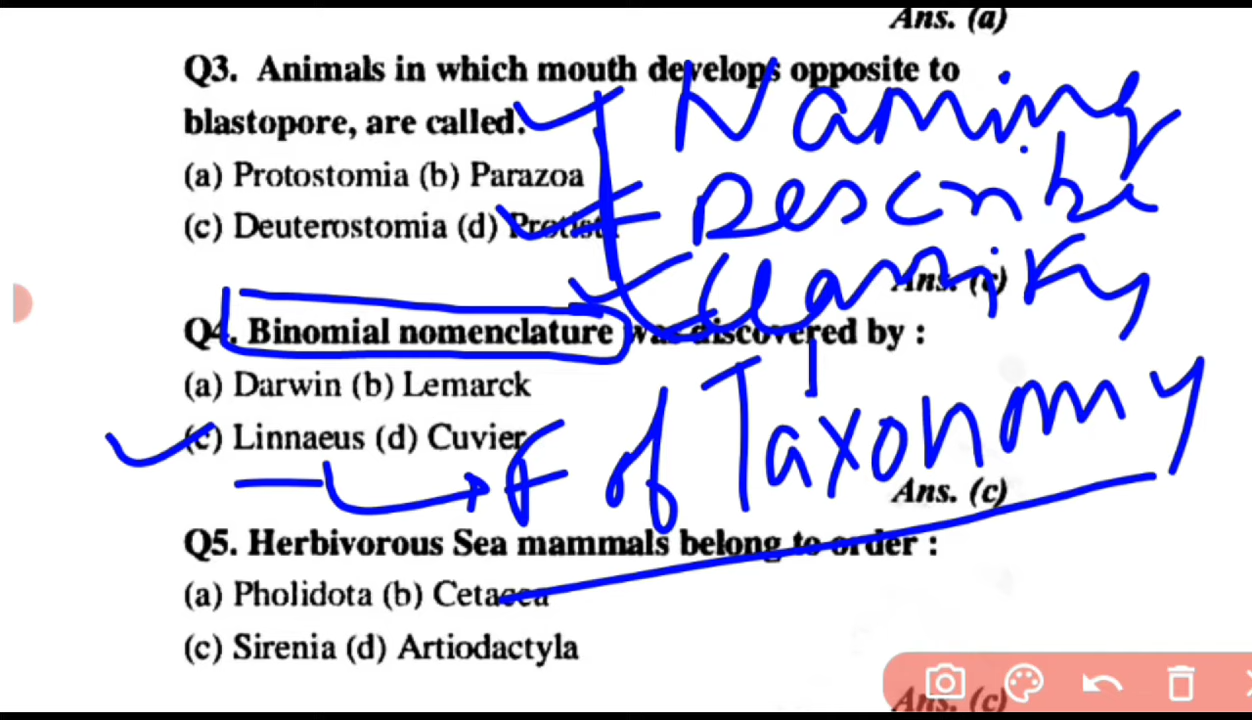 Ans. (a)
Q3. Animals in which mouth develops opposite to
blastopore, are called.
Naming
(a) Protostomia (b) Parazoa
Describe
(c) Deuterostomia (d) Protista
Classify
Ans. (c)
Q4. Binomial nomenclature was discovered by :
(a) Darwin (b) Lemarck
(c) Linnaeus (d) Cuvier
F of Taxonomy
Ans. (c)
Q5. Herbivorous Sea mammals belong to order :
(a) Pholidota (b) Cetacea
(c) Sirenia (d) Artiodactyla
Ans. (c)